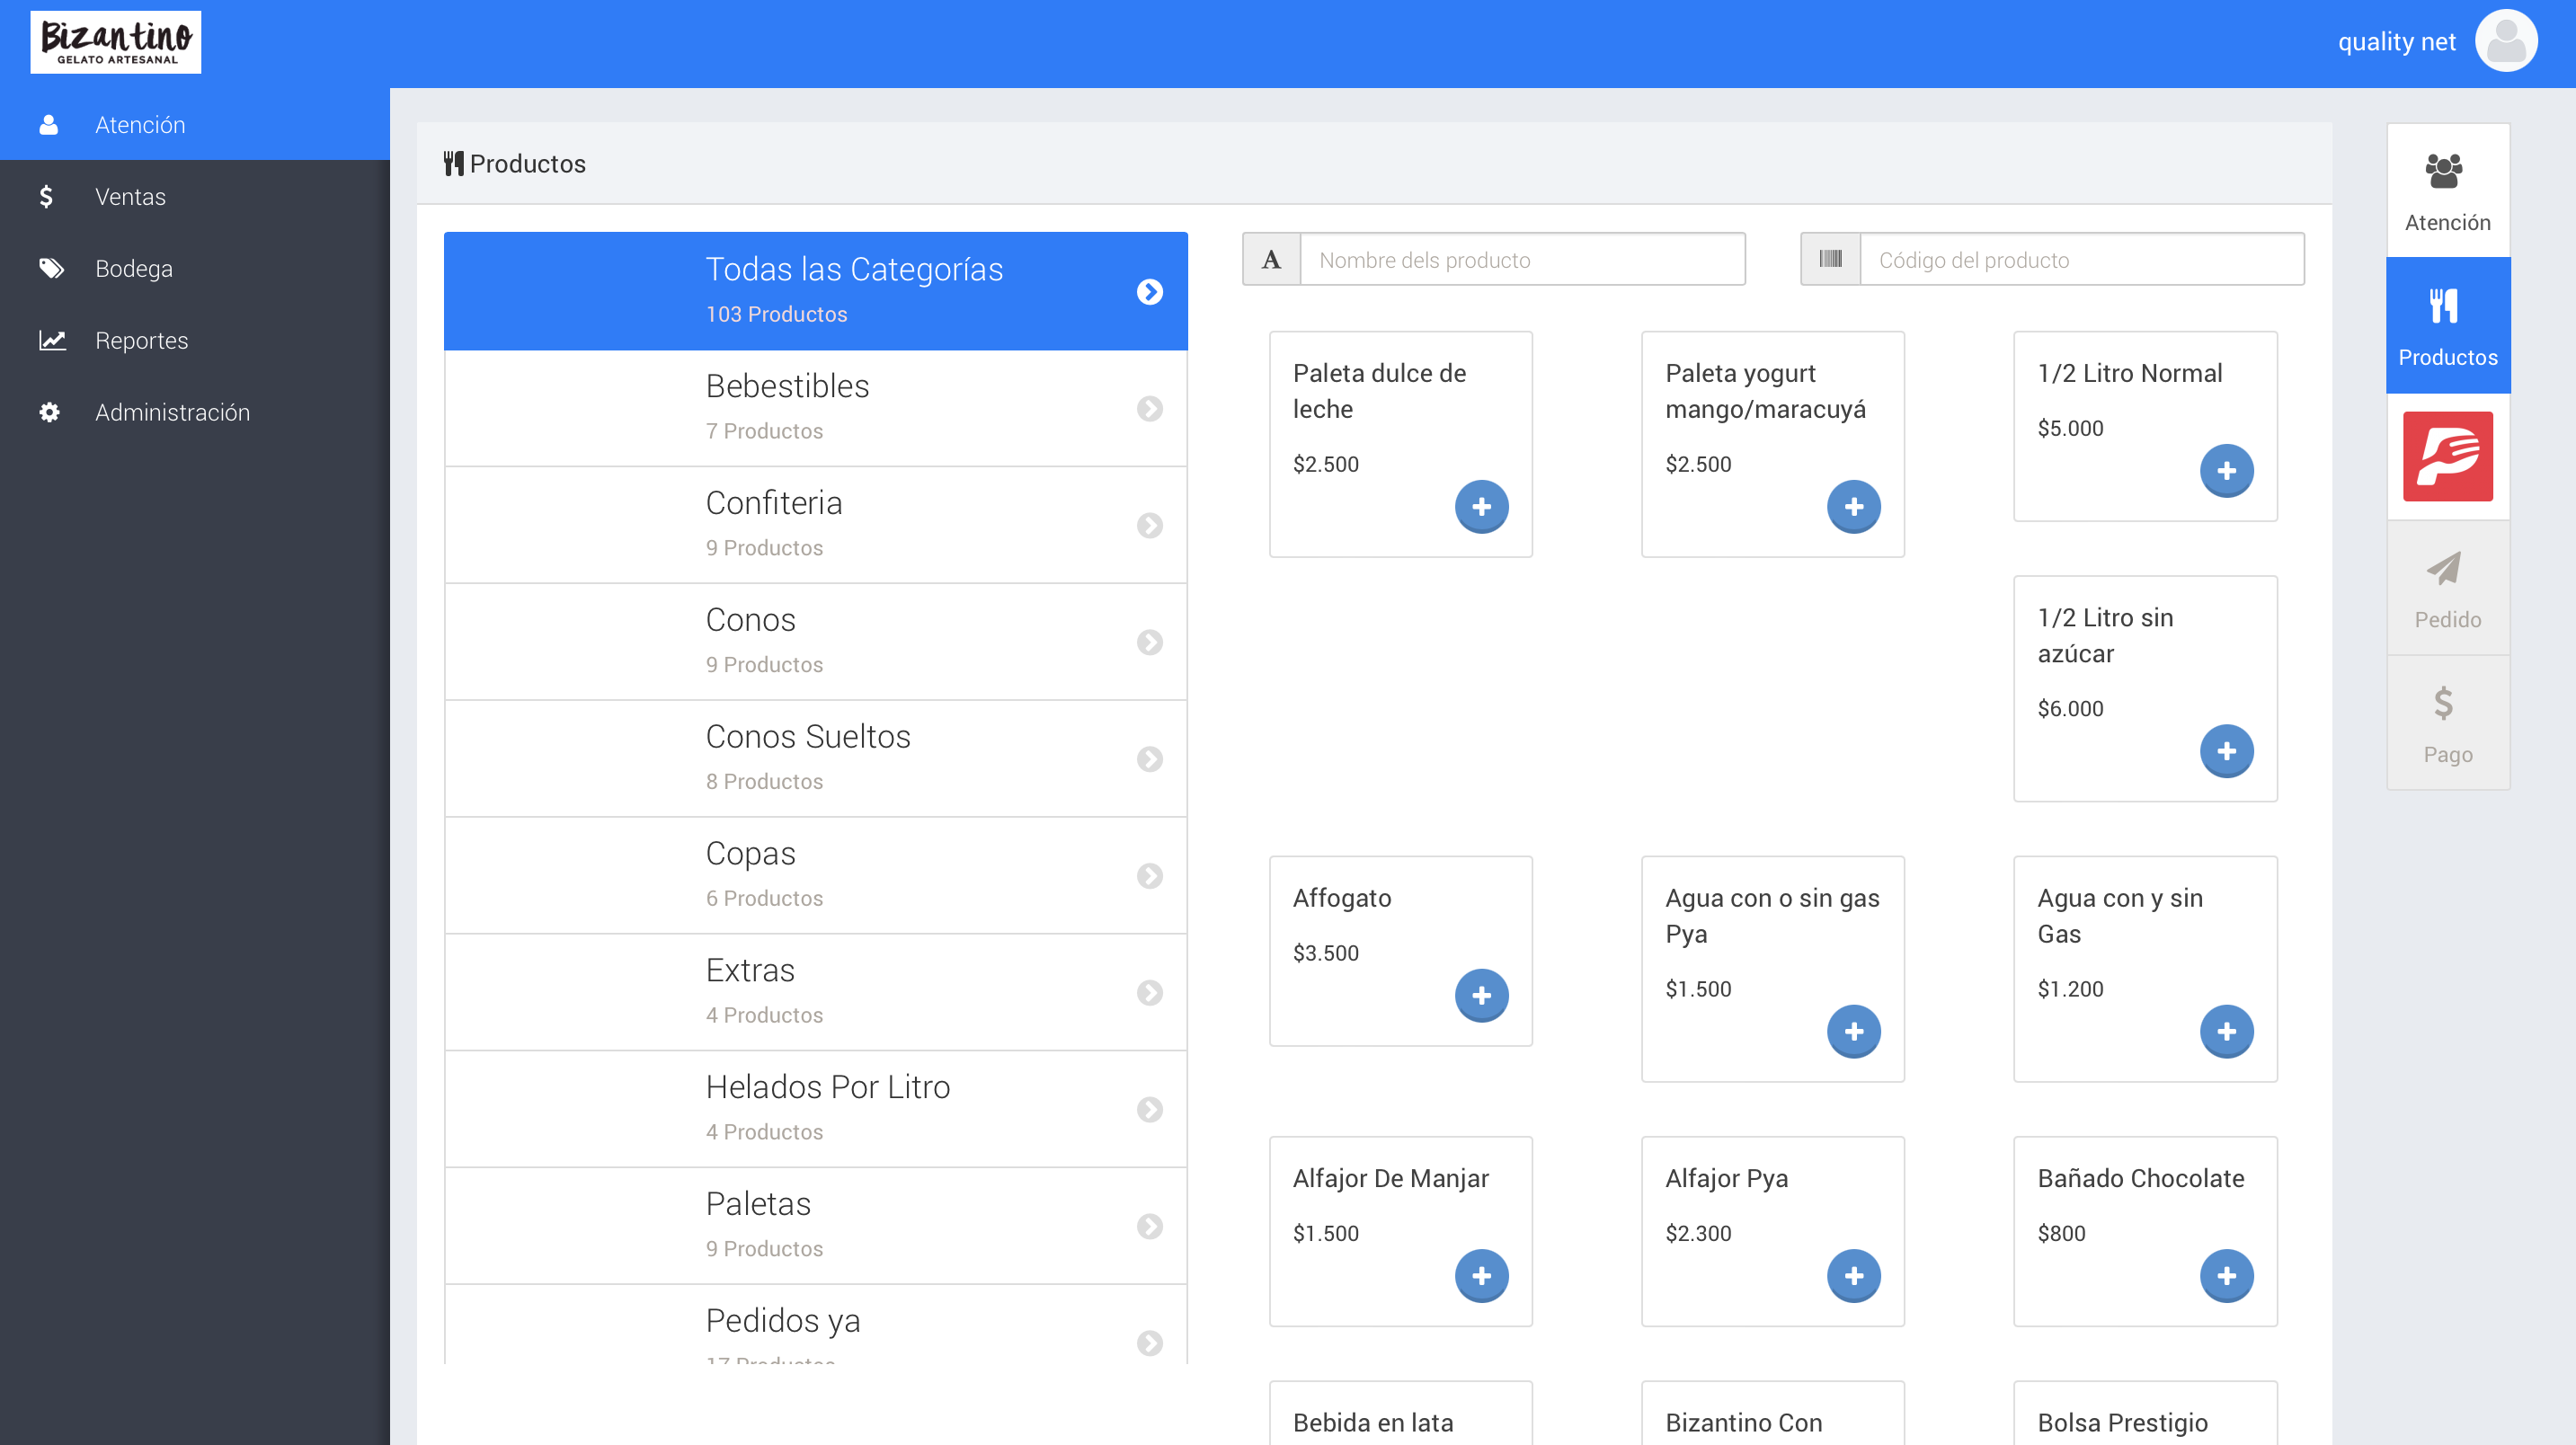 Bizantino
GELATO ARTESANAL
quality net
Atención
Ventas
Bodega
Reportes
Administración
Productos
Todas las Categorías
103 Productos
Bebestibles
7 Productos
Confiteria
9 Productos
Conos
9 Productos
Conos Sueltos
8 Productos
Copas
6 Productos
Extras
4 Productos
Helados Por Litro
4 Productos
Paletas
9 Productos
Pedidos ya
17 Productos
A
Nombre dels producto
Código del producto
Paleta dulce de
leche
$2.500
Paleta yogurt
mango/maracuyá
$2.500
1/2 Litro Normal
$5.000
1/2 Litro sin
azúcar
$6.000
Affogato
$3.500
Agua con o sin gas
Pya
$1.500
Agua con y sin
Gas
$1.200
Alfajor De Manjar
$1.500
Alfajor Pya
$2.300
Bañado Chocolate
$800
Bebida en lata
Bizantino Con
Bolsa Prestigio
Atención
Productos
Pedido
Pago